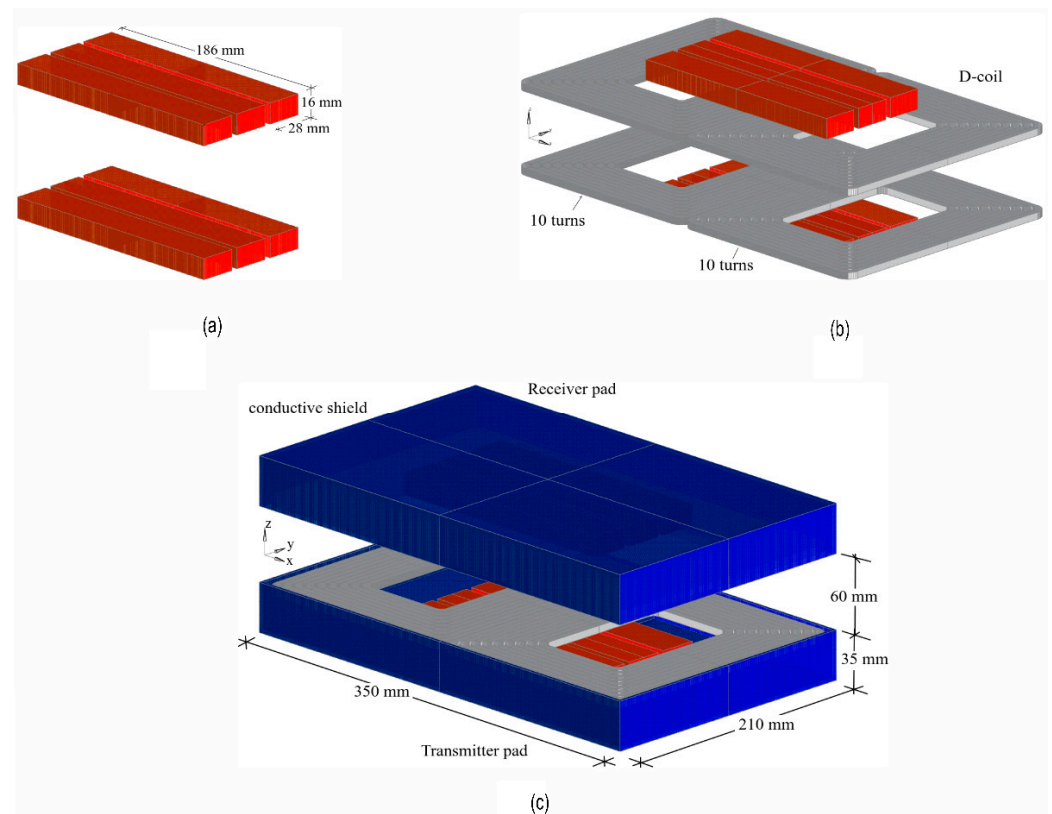 186 mm
16 mm
28 mm
(a)
D-coil
10 turns
10 turns
(b)
Receiver pad
conductive shield
z
y
x
60 mm
35 mm
350 mm
210 mm
Transmitter pad
(c)